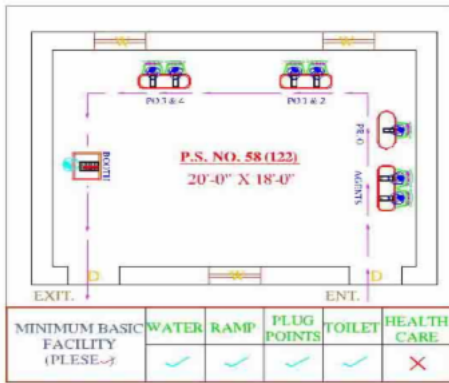 W
W
PO 3 & 4
PO 1 & 2
PR-O
AGENTS
BOOTH
P.S. NO. 58 (122)
20'-0" X 18'-0"
D
W
D
EXIT.
ENT.
MINIMUM BASIC
FACILITY
(PLESE✓)
WATER
RAMP
PLUG
POINTS
TOILET
HEALTH
CARE
✓ ✓ ✓ ✓ ✗